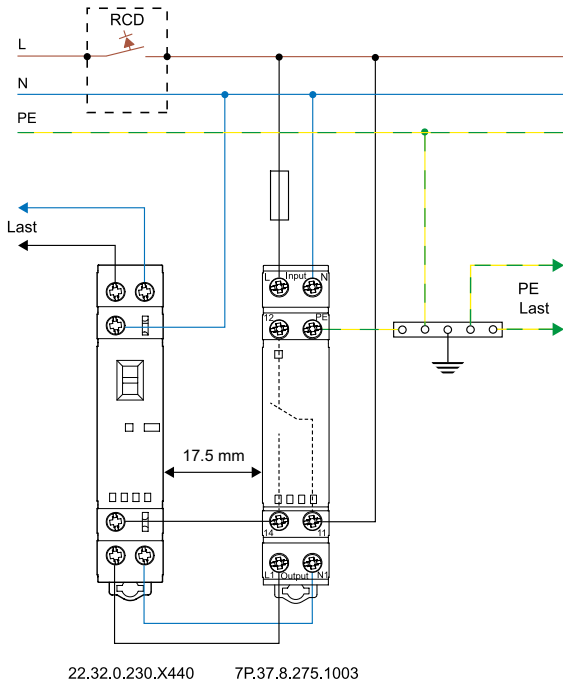 RCD
L
N
PE
Last
L Input N
12 PE
PE
Last
17.5 mm
14 11
L1 Output N1
22.32.0.230.X440 7P.37.8.275.1003